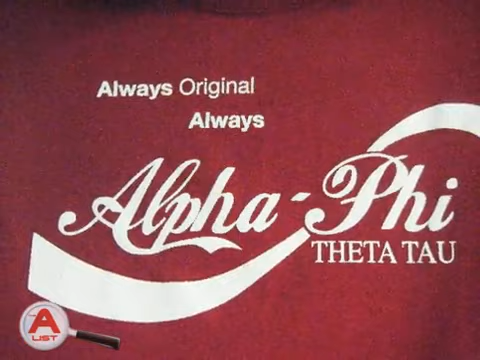 Always Original
Always
Alpha-Phi
THETA TAU
A
LIST